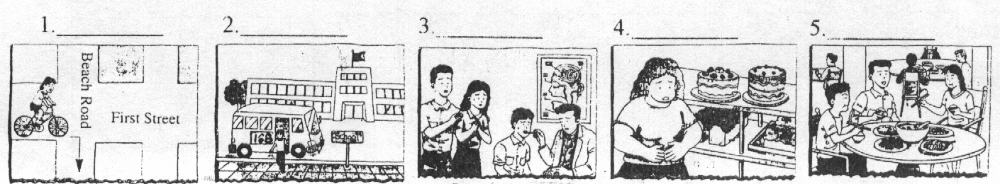 1.
2.
3.
4.
5.
Beach Road
First Street
168
School